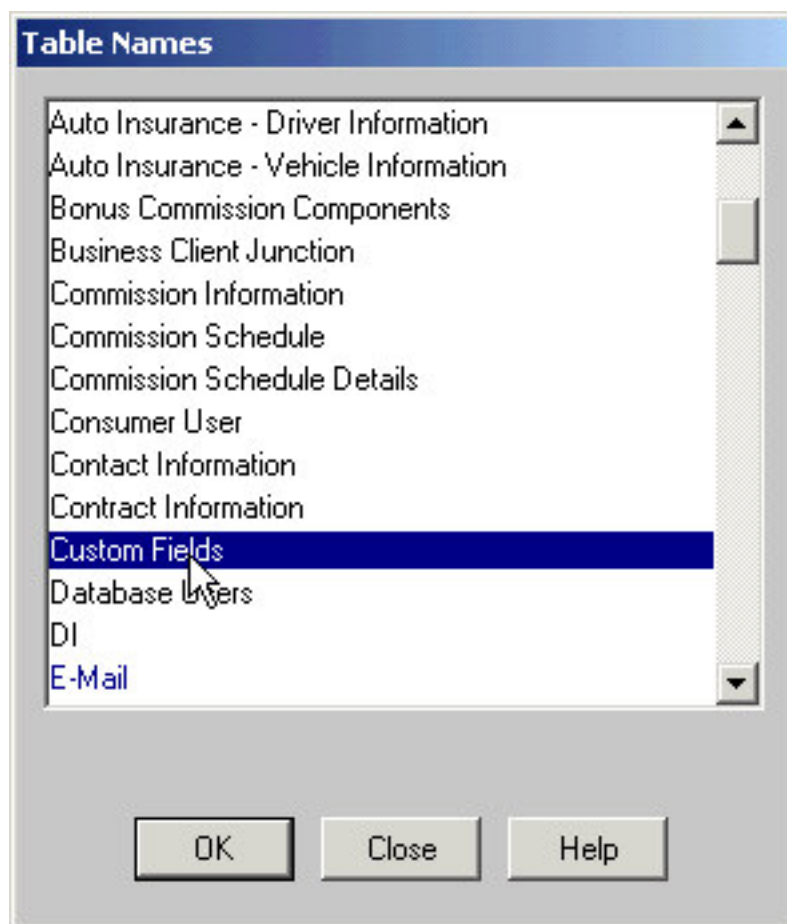 Table Names
Auto Insurance - Driver Information
Auto Insurance - Vehicle Information
Bonus Commission Components
Business Client Junction
Commission Information
Commission Schedule
Commission Schedule Details
Consumer User
Contact Information
Contract Information
Custom Fields
Database Users
DI
E-Mail
OK Close Help